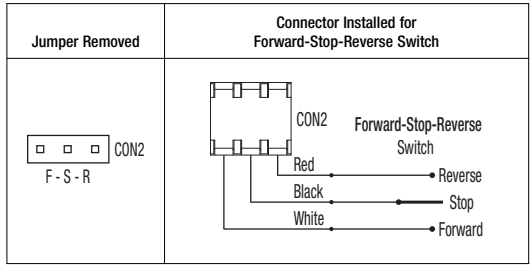 Jumper Removed
Connector Installed for
Forward-Stop-Reverse Switch
CON2
F - S - R
CON2
Forward-Stop-Reverse
Switch
Red
Reverse
Black
Stop
White
Forward